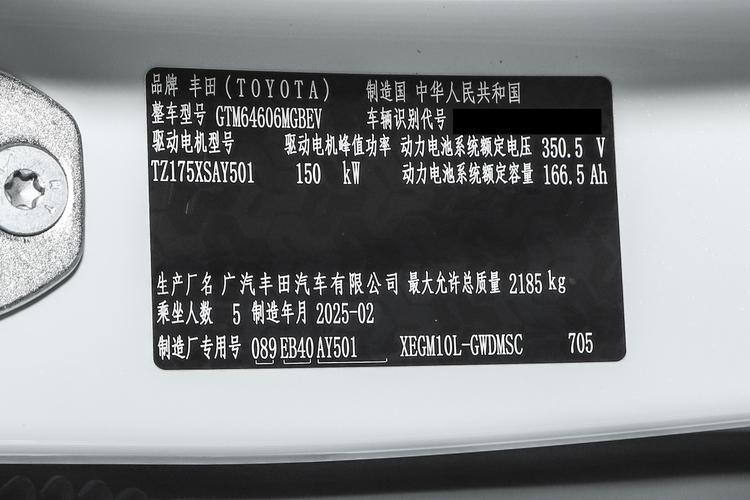 品牌 丰田(TOYOTA) 制造国 中华人民共和国
整车型号 GTM64606MGBEV 车辆识别代号
驱动电机型号 驱动电机峰值功率 动力电池系统额定电压 350.5 V
TZ175XSAY501 150 kW 动力电池系统额定容量 166.5 Ah
生产厂名 广汽丰田汽车有限公司 最大允许总质量 2185 kg
乘坐人数 5 制造年月 2025-02
制造厂专用号 089 EB40 AY501 XEGM10L-GWDMSC 705